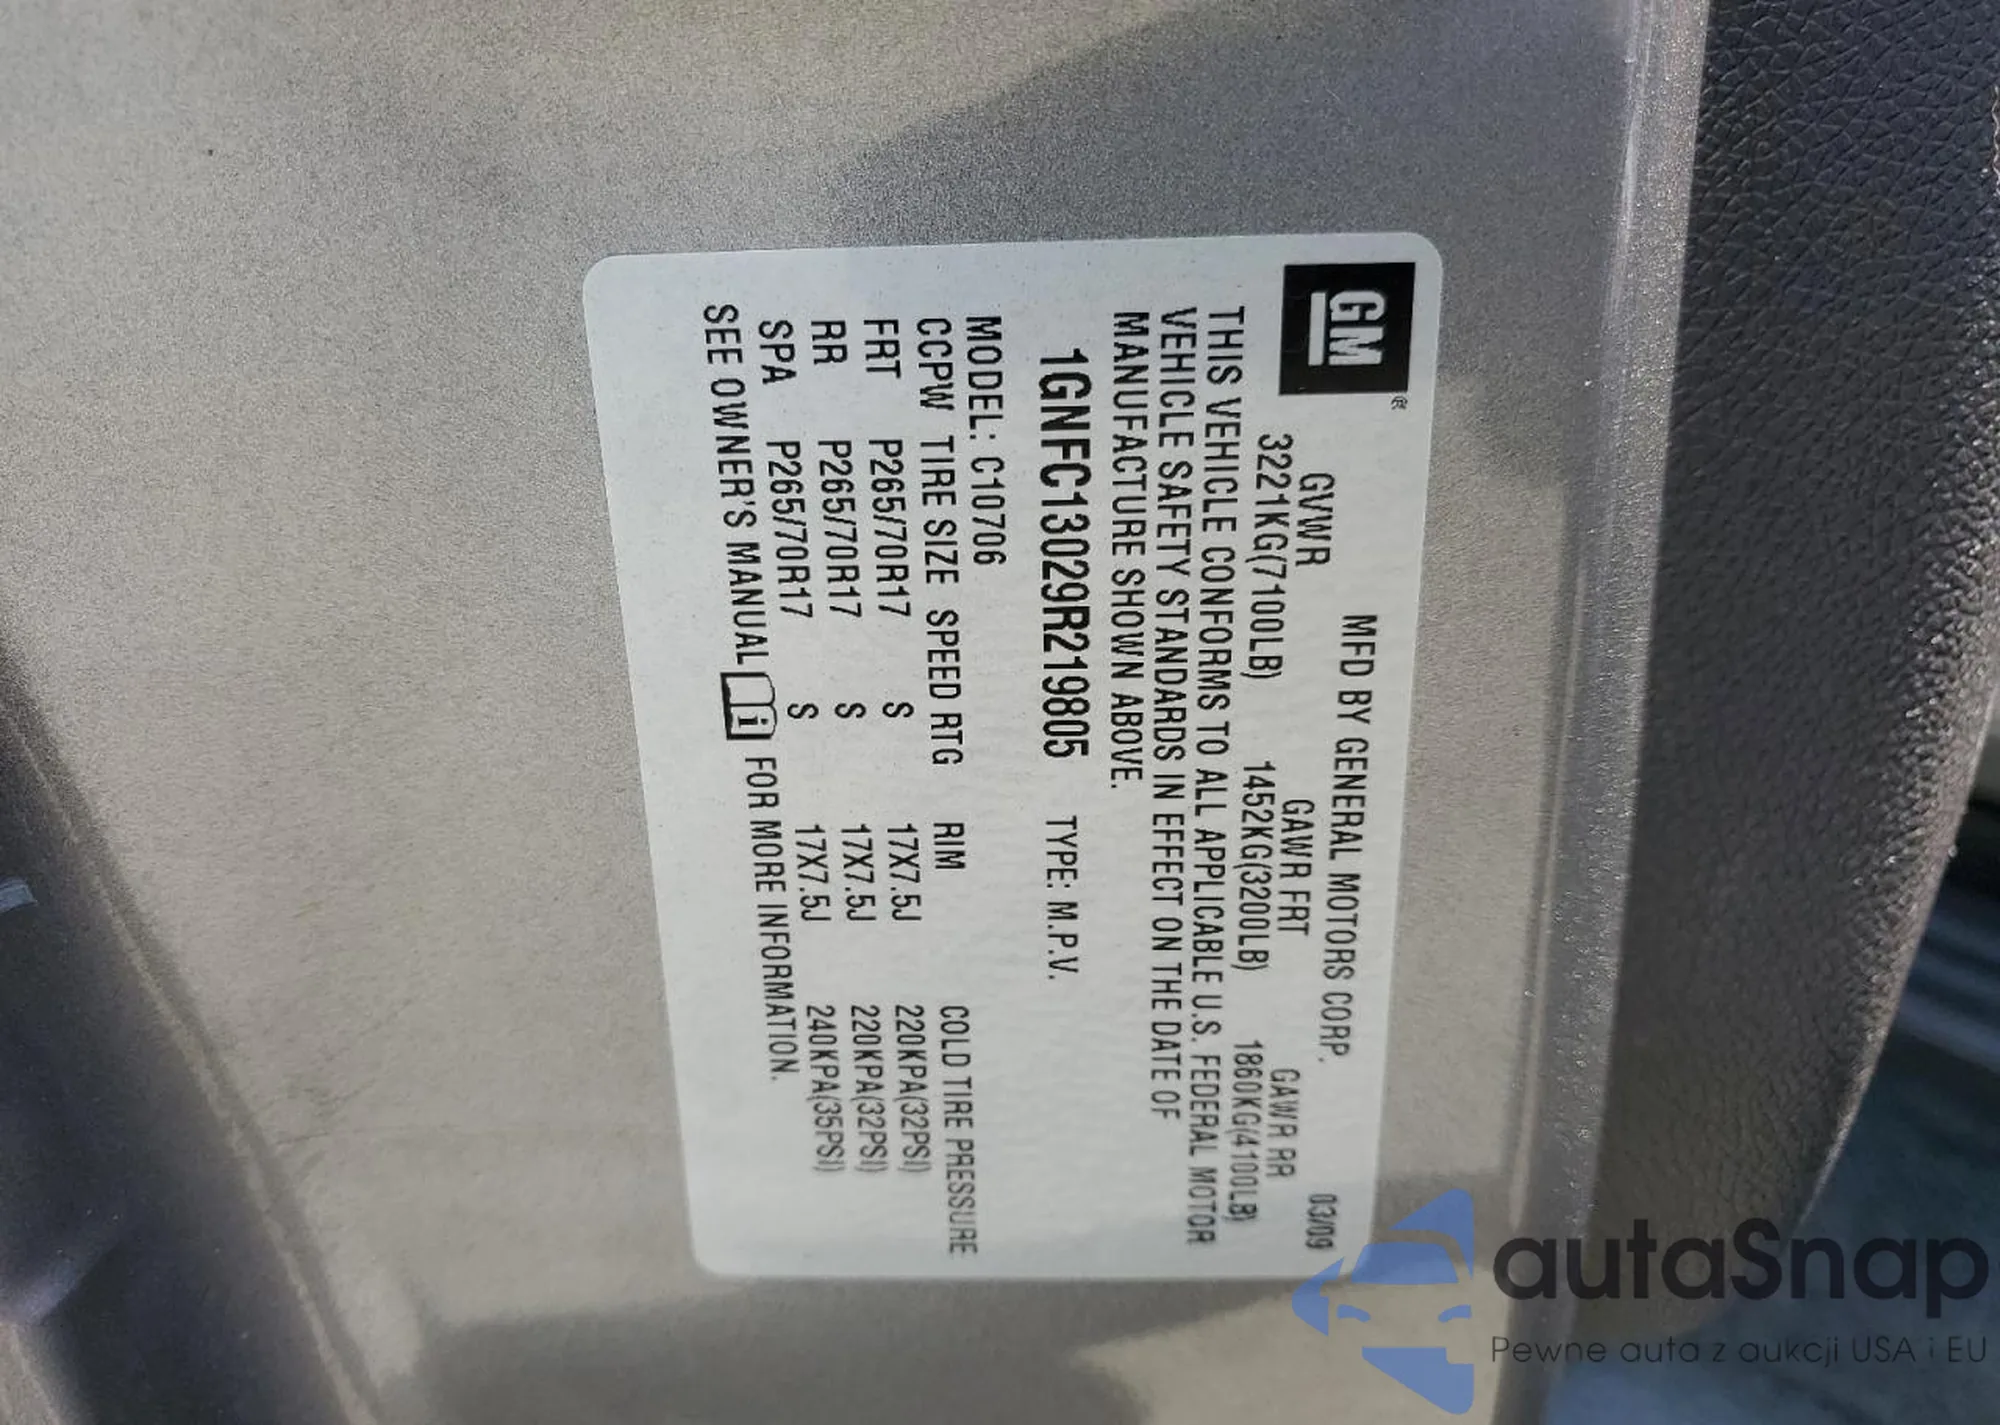 GM®
MFD BY GENERAL MOTORS CORP. 03/09
GVWR GAWR FRT GAWR RR
3221KG(7100LB) 1452KG(3200LB) 1860KG(4100LB)
THIS VEHICLE CONFORMS TO ALL APPLICABLE U.S. FEDERAL MOTOR
VEHICLE SAFETY STANDARDS IN EFFECT ON THE DATE OF
MANUFACTURE SHOWN ABOVE.
1GNFC13029R219805 TYPE: M.P.V.
MODEL: C10706
CCPW TIRE SIZE SPEED RTG RIM COLD TIRE PRESSURE
FRT P265/70R17 S 17X7.5J 220KPA(32PSI)
RR P265/70R17 S 17X7.5J 220KPA(32PSI)
SPA P265/70R17 S 17X7.5J 240KPA(35PSI)
SEE OWNER'S MANUAL i FOR MORE INFORMATION.
autaSnap
Pewne auta z aukcji USA i EU